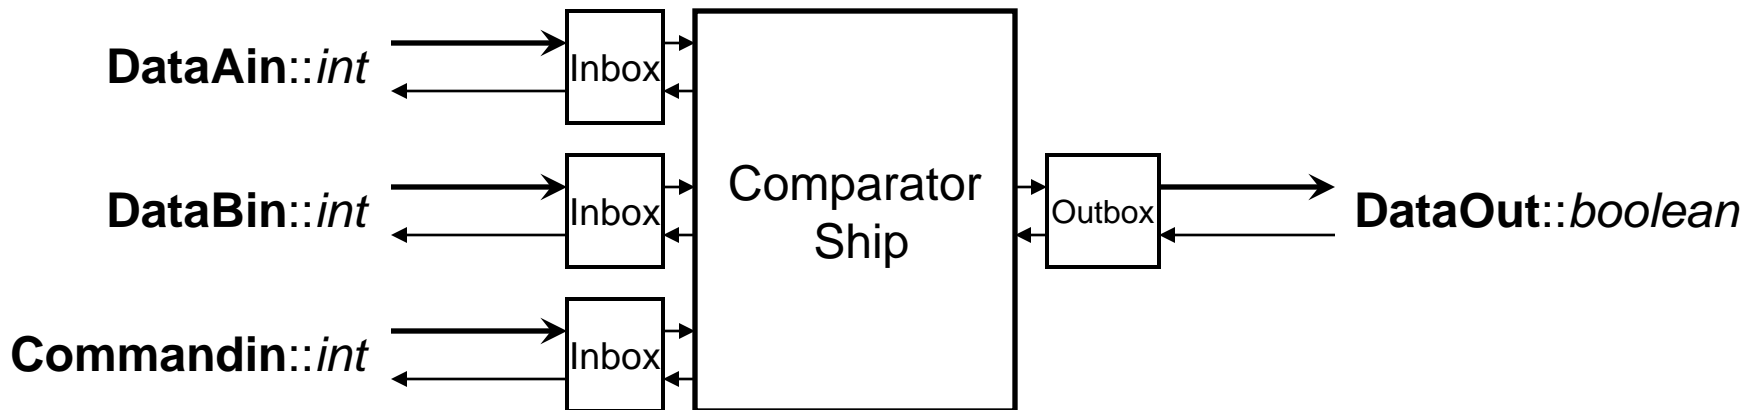 DataAin::int
Inbox
DataBin::int
Inbox
Comparator
Ship
Outbox
DataOut::boolean
Commandin::int
Inbox